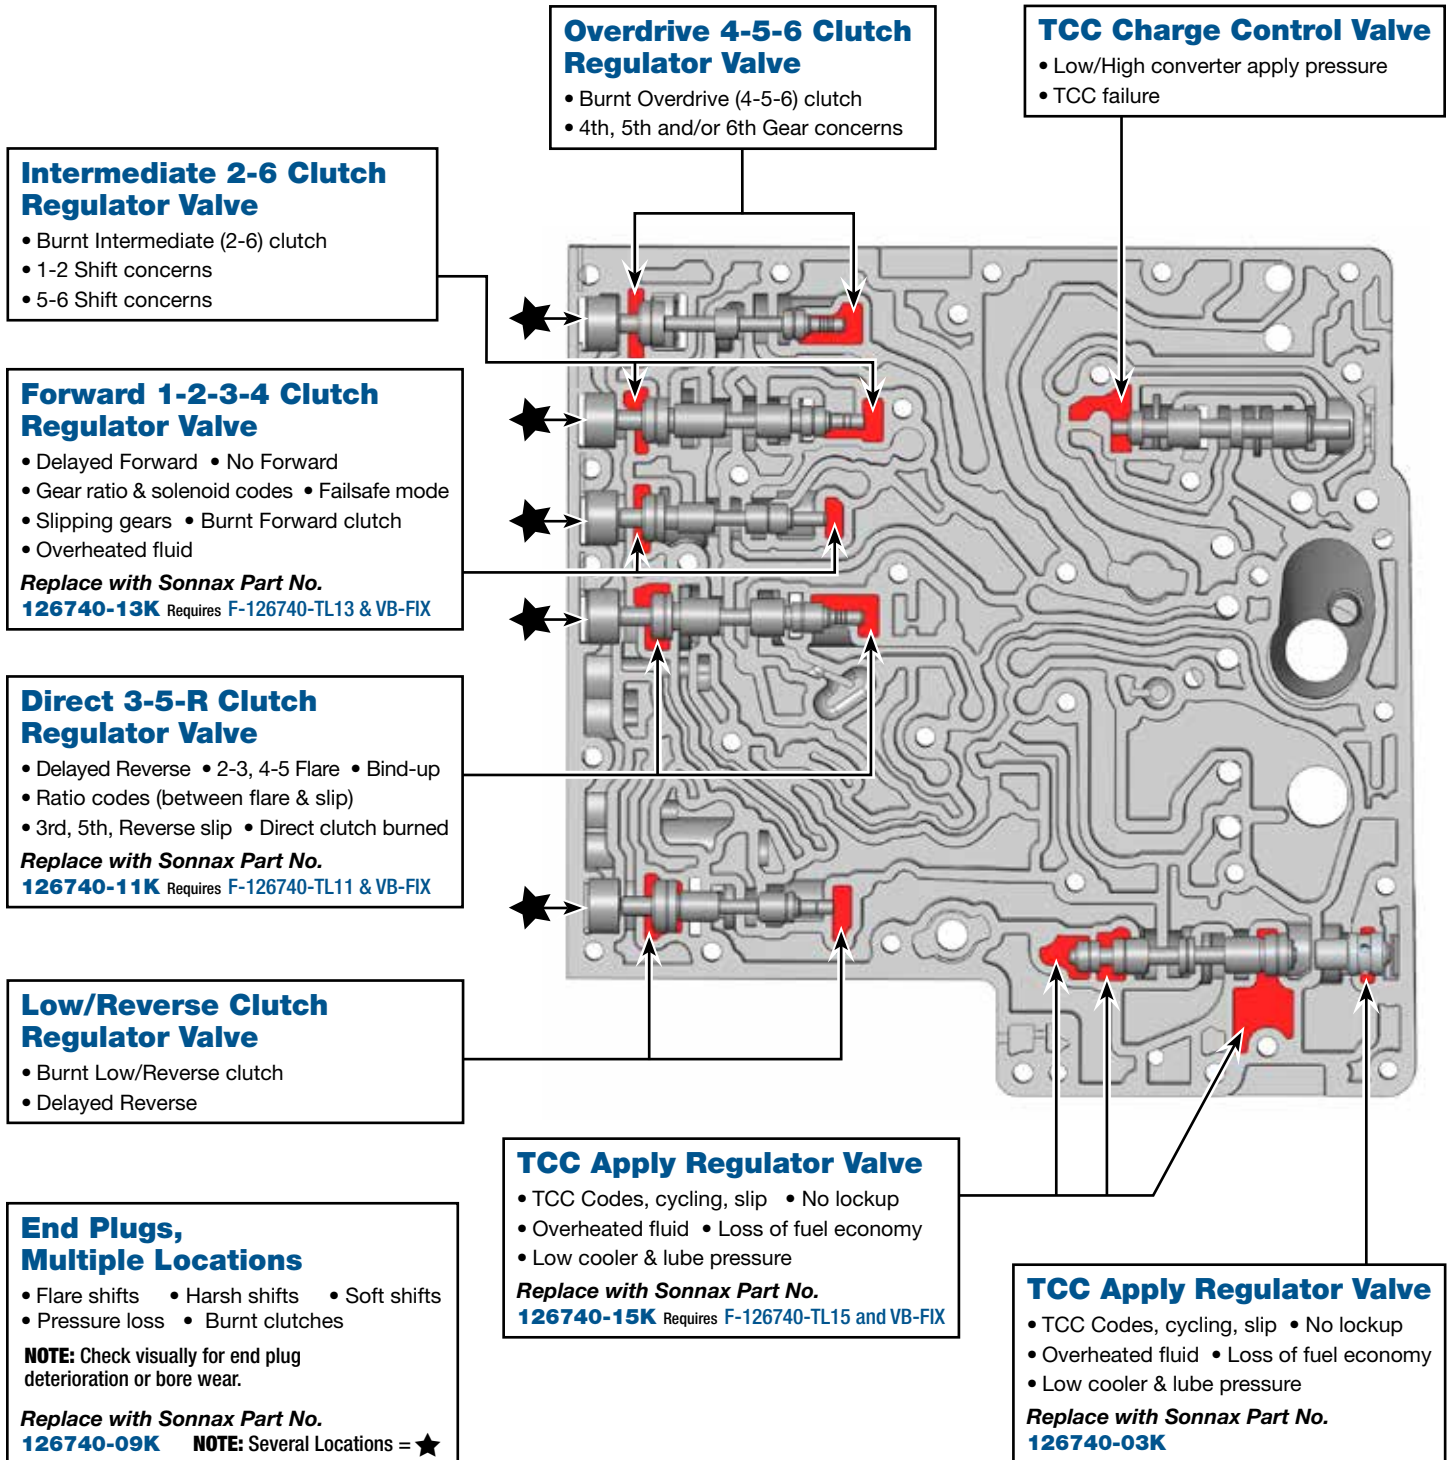 Overdrive 4-5-6 Clutch
Regulator Valve
• Burnt Overdrive (4-5-6) clutch
• 4th, 5th and/or 6th Gear concerns
TCC Charge Control Valve
• Low/High converter apply pressure
• TCC failure
Intermediate 2-6 Clutch
Regulator Valve
• Burnt Intermediate (2-6) clutch
• 1-2 Shift concerns
• 5-6 Shift concerns
Forward 1-2-3-4 Clutch
Regulator Valve
• Delayed Forward • No Forward
• Gear ratio & solenoid codes • Failsafe mode
• Slipping gears • Burnt Forward clutch
• Overheated fluid
Replace with Sonnax Part No.
126740-13K Requires F-126740-TL13 & VB-FIX
Direct 3-5-R Clutch
Regulator Valve
• Delayed Reverse • 2-3, 4-5 Flare • Bind-up
• Ratio codes (between flare & slip)
• 3rd, 5th, Reverse slip • Direct clutch burned
Replace with Sonnax Part No.
126740-11K Requires F-126740-TL11 & VB-FIX
Low/Reverse Clutch
Regulator Valve
• Burnt Low/Reverse clutch
• Delayed Reverse
End Plugs,
Multiple Locations
• Flare shifts • Harsh shifts • Soft shifts
• Pressure loss • Burnt clutches
NOTE: Check visually for end plug
deterioration or bore wear.
Replace with Sonnax Part No.
126740-09K NOTE: Several Locations = ★
TCC Apply Regulator Valve
• TCC Codes, cycling, slip • No lockup
• Overheated fluid • Loss of fuel economy
• Low cooler & lube pressure
Replace with Sonnax Part No.
126740-15K Requires F-126740-TL15 and VB-FIX
TCC Apply Regulator Valve
• TCC Codes, cycling, slip • No lockup
• Overheated fluid • Loss of fuel economy
• Low cooler & lube pressure
Replace with Sonnax Part No.
126740-03K